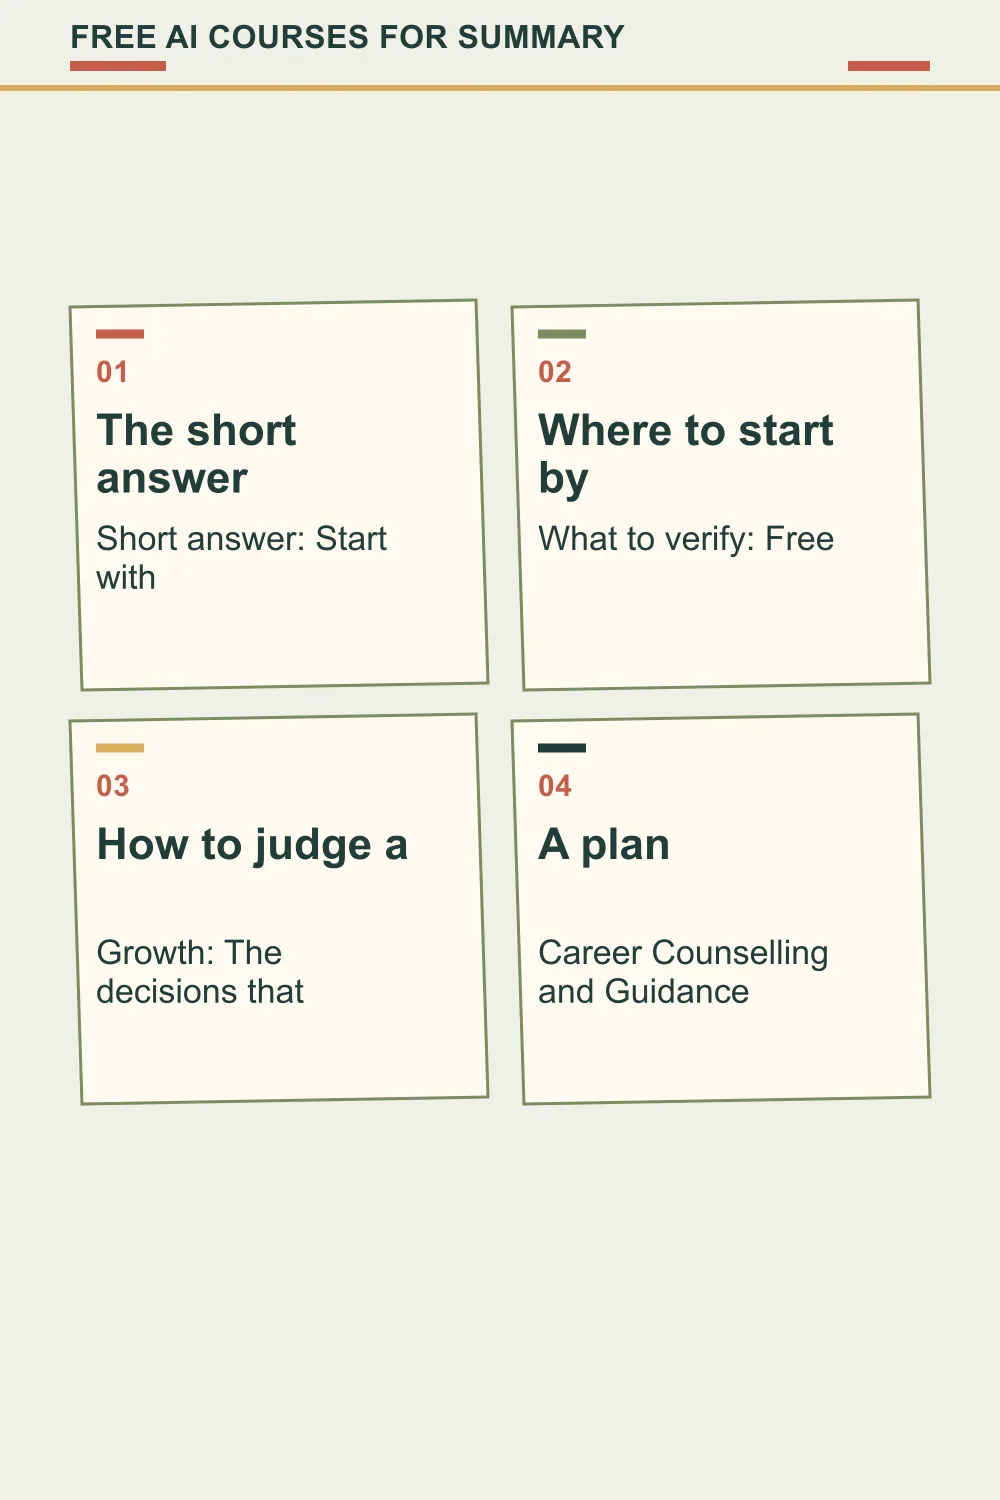 FREE AI COURSES FOR SUMMARY
01
The short
answer
Short answer: Start
with
02
Where to start
by
What to verify: Free
03
How to judge a
Growth: The
decisions that
04
A plan
Career Counselling
and Guidance